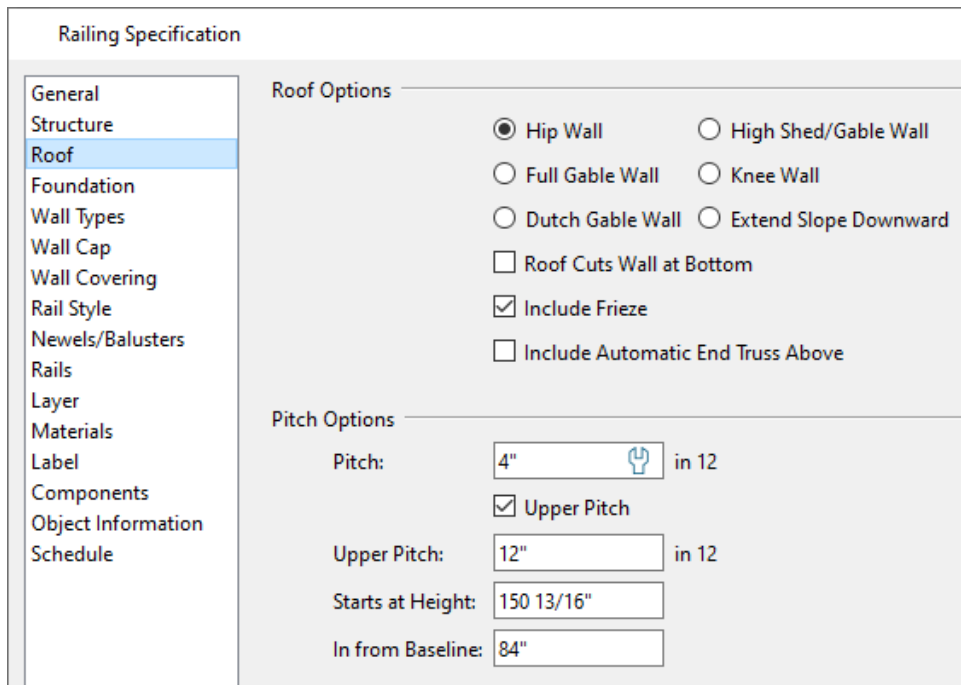 Railing Specification
General
Structure
Roof
Foundation
Wall Types
Wall Cap
Wall Covering
Rail Style
Newels/Balusters
Rails
Layer
Materials
Label
Components
Object Information
Schedule
Roof Options
Hip Wall High Shed/Gable Wall
Full Gable Wall Knee Wall
Dutch Gable Wall Extend Slope Downward
Roof Cuts Wall at Bottom
Include Frieze
Include Automatic End Truss Above
Pitch Options
Pitch: 4" in 12
Upper Pitch
Upper Pitch: 12" in 12
Starts at Height: 150 13/16"
In from Baseline: 84"